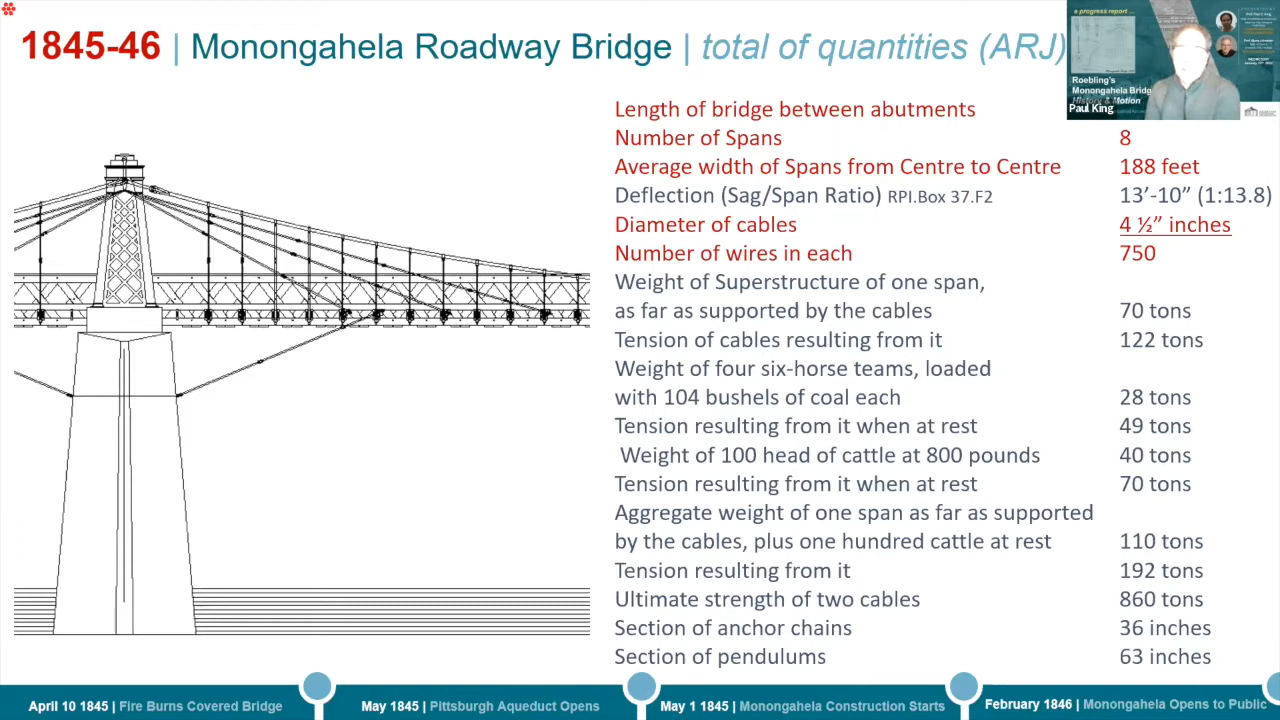 1845-46 | Monongahela Roadway Bridge | total of quantities (ARJ)
a progress report ...
Roebling's
Monongahela Bridg
History & Motion
Paul King
Length of bridge between abutments
Number of Spans 8
Average width of Spans from Centre to Centre 188 feet
Deflection (Sag/Span Ratio) RPI.Box 37.F2 13’-10” (1:13.8)
Diameter of cables 4 ½” inches
Number of wires in each 750
Weight of Superstructure of one span,
as far as supported by the cables 70 tons
Tension of cables resulting from it 122 tons
Weight of four six-horse teams, loaded
with 104 bushels of coal each 28 tons
Tension resulting from it when at rest 49 tons
Weight of 100 head of cattle at 800 pounds 40 tons
Tension resulting from it when at rest 70 tons
Aggregate weight of one span as far as supported
by the cables, plus one hundred cattle at rest 110 tons
Tension resulting from it 192 tons
Ultimate strength of two cables 860 tons
Section of anchor chains 36 inches
Section of pendulums 63 inches
April 10 1845 | Fire Burns Covered Bridge
May 1845 | Pittsburgh Aqueduct Opens
May 1 1845 | Monongahela Construction Starts
February 1846 | Monongahela Opens to Public